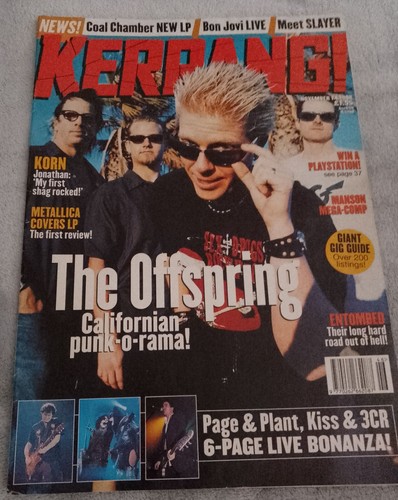 NEWS! Coal Chamber NEW LP / Bon Jovi LIVE / Meet SLAYER
KERRANG!
NOVEMBER
£1.35
KORN
Jonathan:
'My first
shag rocked!'
METALLICA
COVERS LP
The first review!
WIN A
PLAYSTATION!
see page 37
MANSON
MEGA-COMP
GIANT
GIG GUIDE
Over 200
listings!
The Offspring
Californian
punk-o-rama!
ENTOMBED
Their long hard
road out of hell!
Page & Plant, Kiss & 3CR
6-PAGE LIVE BONANZA!